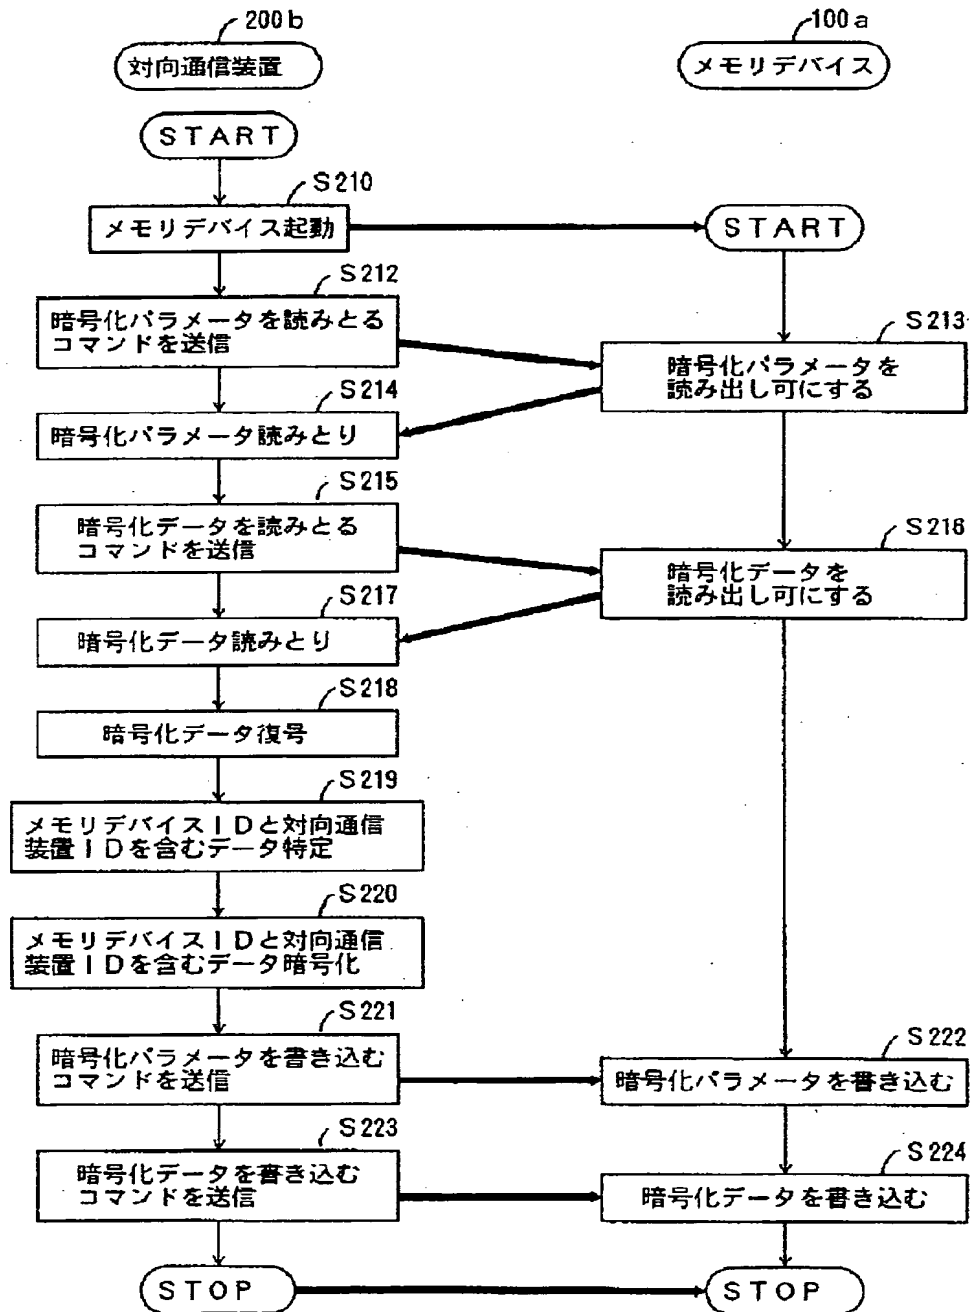 200b
100a
対向通信装置
メモリデバイス
START
S210
メモリデバイス起動
START
S212
暗号化パラメータを読みとる
コマンドを送信
S213
暗号化パラメータを
読み出し可にする
S214
暗号化パラメータ読みとり
S215
暗号化データを読みとる
コマンドを送信
S216
暗号化データを
読み出し可にする
S217
暗号化データ読みとり
S218
暗号化データ復号
S219
メモリデバイスIDと対向通信
装置IDを含むデータ特定
S220
メモリデバイスIDと対向通信
装置IDを含むデータ暗号化
S221
暗号化パラメータを書き込む
コマンドを送信
S222
暗号化パラメータを書き込む
S223
暗号化データを書き込む
コマンドを送信
S224
暗号化データを書き込む
STOP
STOP